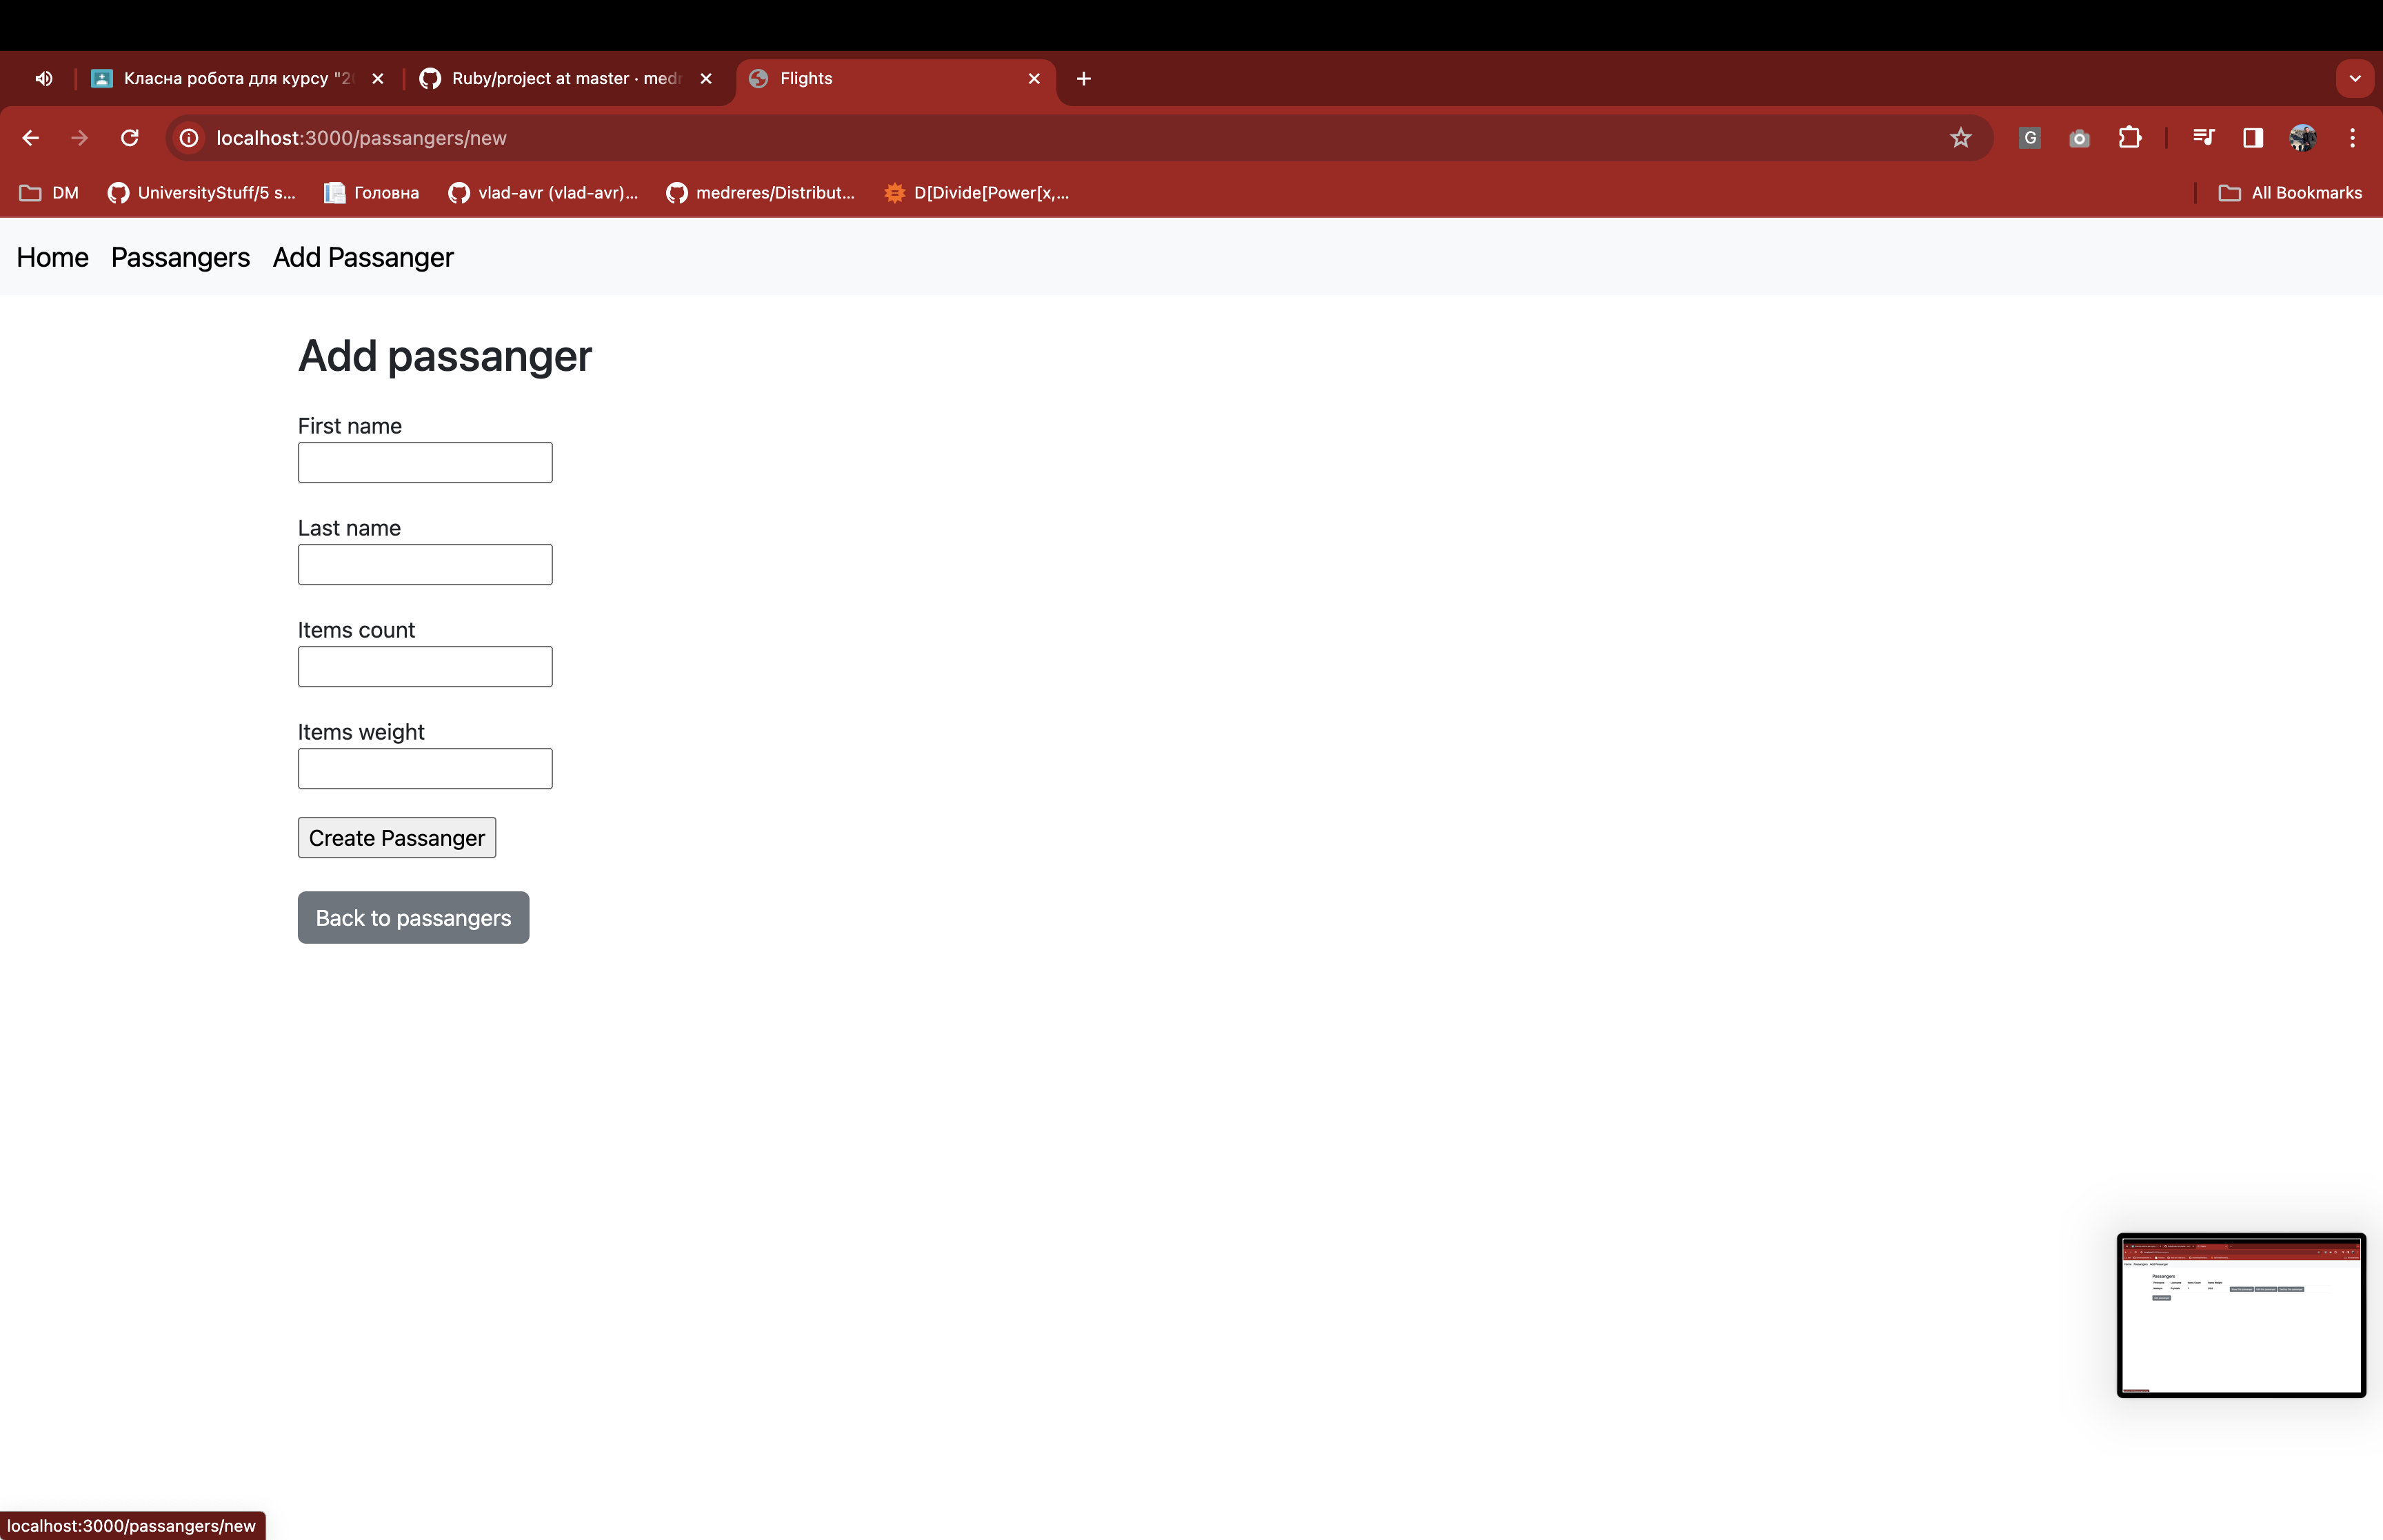 Класна робота для курсу "2
Ruby/project at master · med
Flights
localhost:3000/passangers/new
G
DM
UniversityStuff/5 s...
Головна
vlad-avr (vlad-avr)...
medreres/Distribut...
D[Divide[Power[x,...
All Bookmarks
Home Passangers Add Passanger
Add passanger
First name
Last name
Items count
Items weight
Create Passanger
Back to passangers
Passangers
localhost:3000/passangers/new